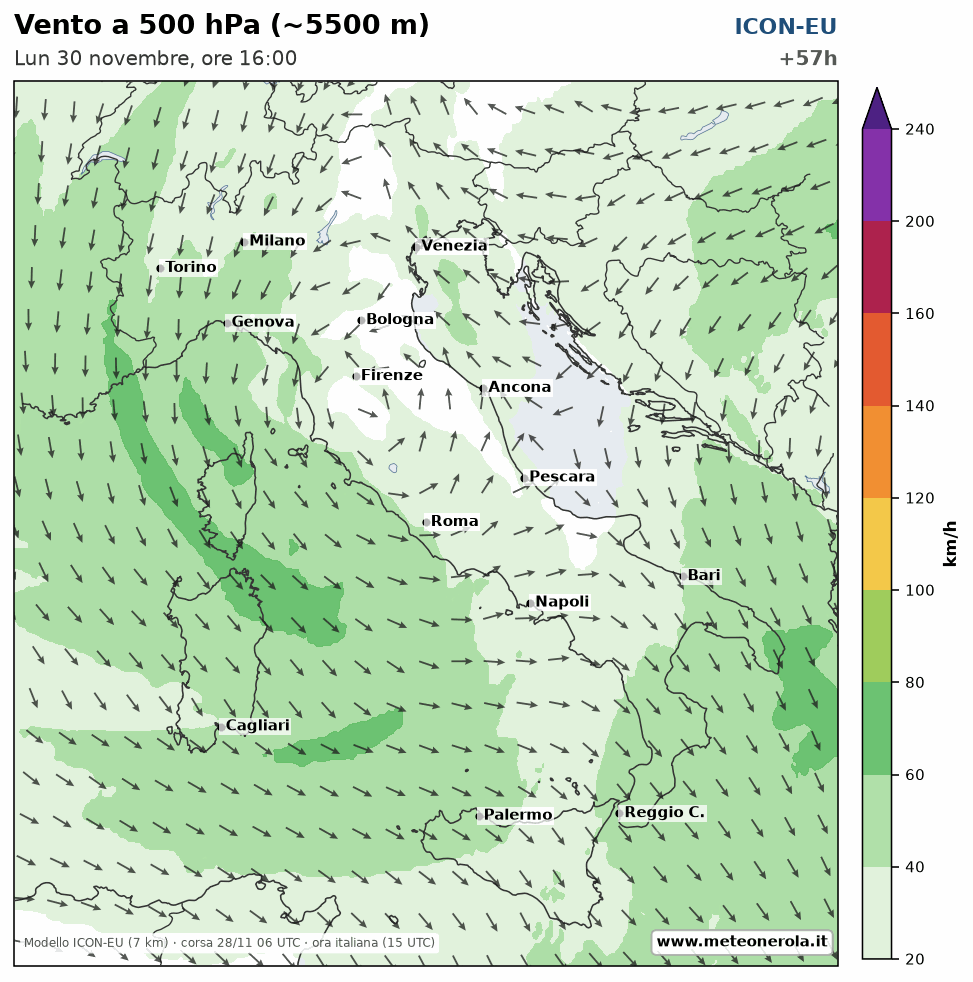 Vento a 500 hPa (~5500 m)
ICON-EU
Lun 30 novembre, ore 16:00
+57h
Milano
Venezia
Torino
Genova
Bologna
Firenze
Ancona
Pescara
Roma
Bari
Napoli
Cagliari
Palermo
Reggio C.
Modello ICON-EU (7 km) · corsa 28/11 06 UTC · ora italiana (15 UTC)
www.meteonerola.it
240
220
200
160
140
120
100
80
60
40
20
km/h